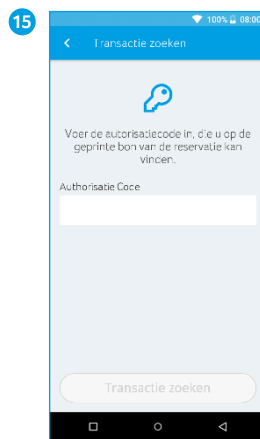 15
100% 08:00
Transactie zoeken
Voer de autorisatiecode in, die u op de
geprinte bon van de reservatie kan
vinden.
Authorisatie Code
Transactie zoeken